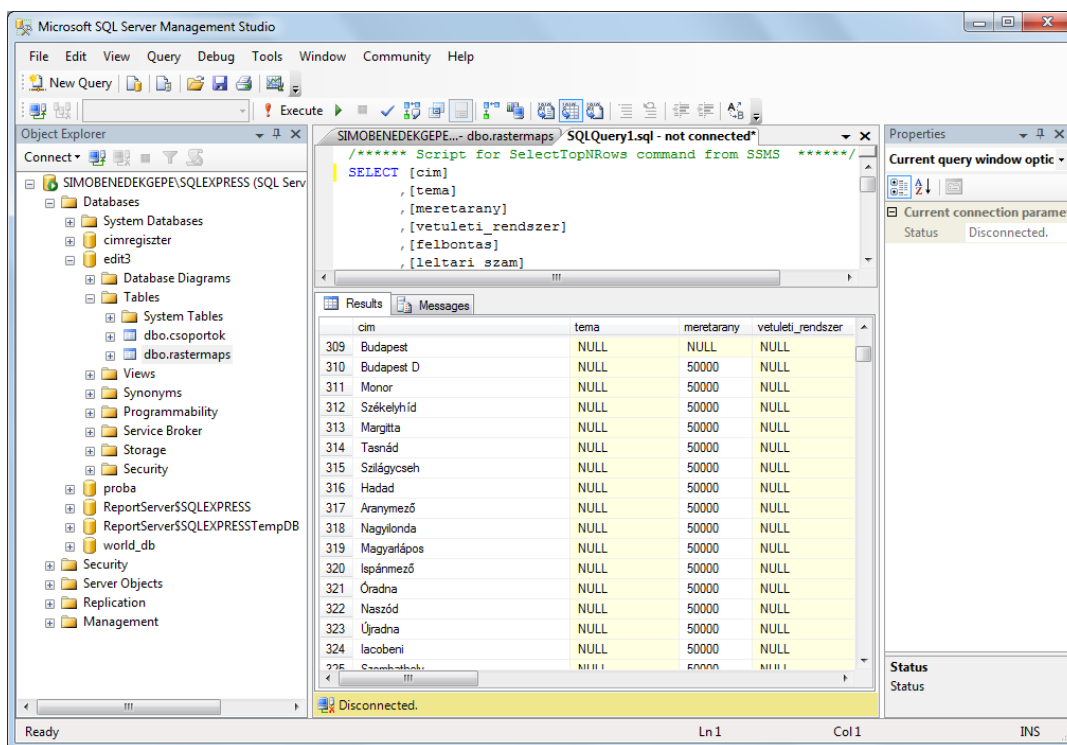 Microsoft SQL Server Management Studio
File Edit View Query Debug Tools Window Community Help
New Query
Execute
Object Explorer
Connect
SIMOBENEDEKGEPE\SQLEXPRESS (SQL Serv
Databases
System Databases
cimregiszter
edit3
Database Diagrams
Tables
System Tables
dbo.csoportok
dbo.rastermaps
Views
Synonyms
Programmability
Service Broker
Storage
Security
proba
ReportServer$SQLEXPRESS
ReportServer$SQLEXPRESSTempDB
world_db
Security
Server Objects
Replication
Management
SIMOBENEDEKGEPE...- dbo.rastermaps SQLQuery1.sql - not connected*
/****** Script for SelectTopNRows command from SSMS ******/
SELECT [cim]
,[tema]
,[meretarany]
,[vetuleti_rendszer]
,[felbontas]
,[leltari_szam]
Results Messages
cim tema meretarany vetuleti_rendszer
309 Budapest NULL NULL NULL
310 Budapest D NULL 50000 NULL
311 Monor NULL 50000 NULL
312 Székelyhíd NULL 50000 NULL
313 Margitta NULL 50000 NULL
314 Tasnád NULL 50000 NULL
315 Szilágycseh NULL 50000 NULL
316 Hadad NULL 50000 NULL
317 Aranymező NULL 50000 NULL
318 Nagyilonda NULL 50000 NULL
319 Magyarlápos NULL 50000 NULL
320 Ispánmező NULL 50000 NULL
321 Óradna NULL 50000 NULL
322 Naszód NULL 50000 NULL
323 Újradna NULL 50000 NULL
324 Iacobeni NULL 50000 NULL
325 Szombathely NULL 50000 NULL
Disconnected.
Properties
Current query window optic
Current connection parame
Status Disconnected.
Status
Status
Ready Ln 1 Col 1 INS